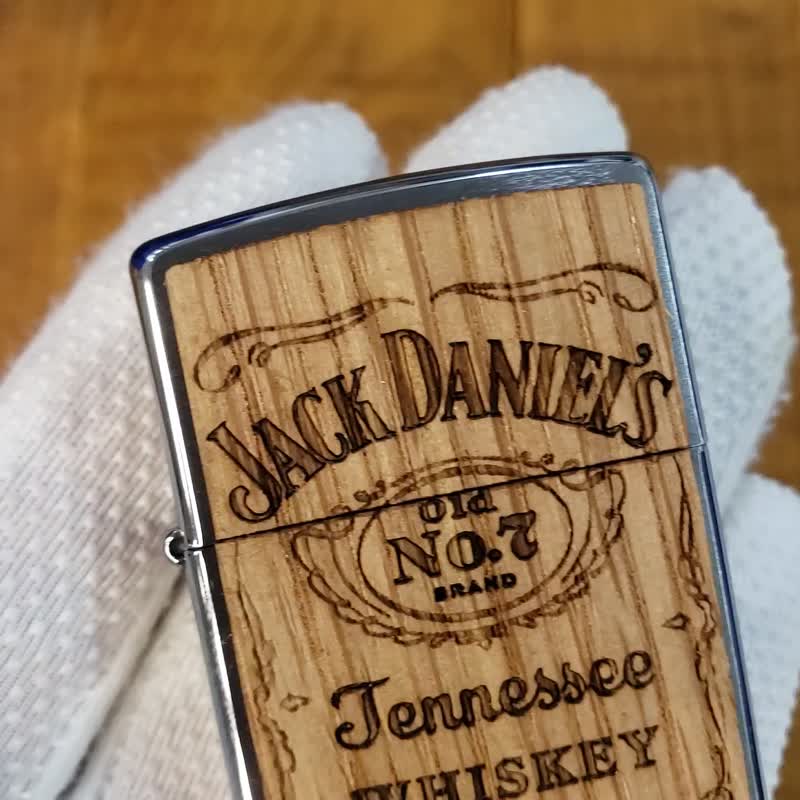 JACK DANIEL'S
Old
NO.7
BRAND
Tennessee
WHISKEY